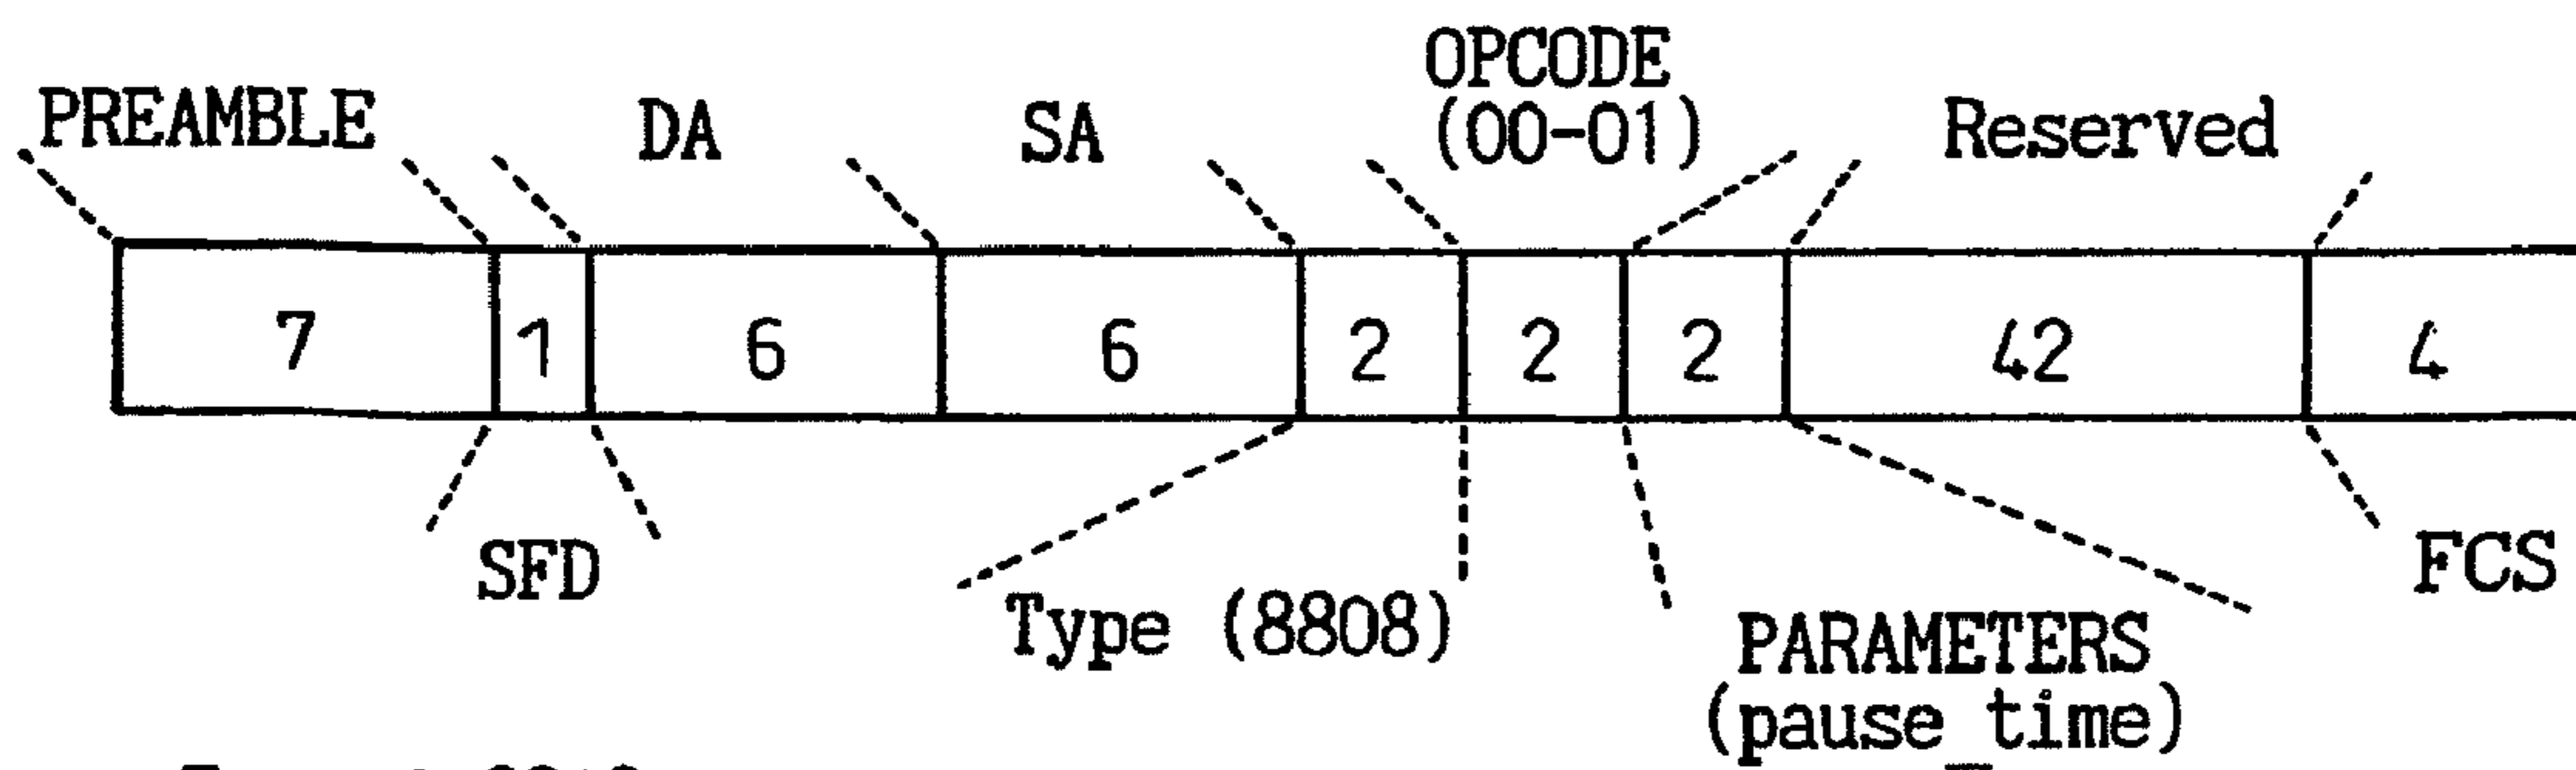 PREAMBLE
DA
SA
OPCODE
(00-01)
Reserved
7
1
6
6
2
2
2
42
4
SFD
Type (8808)
PARAMETERS
(pause_time)
FCS